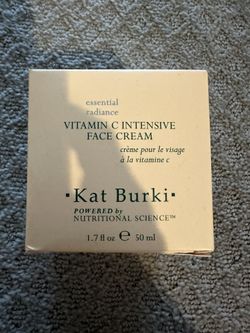 essential
radiance
VITAMIN C INTENSIVE
FACE CREAM
crème pour le visage
à la vitamine c
·Kat Burki·
POWERED by
NUTRITIONAL SCIENCE™
1.7 fl oz ℮ 50 ml